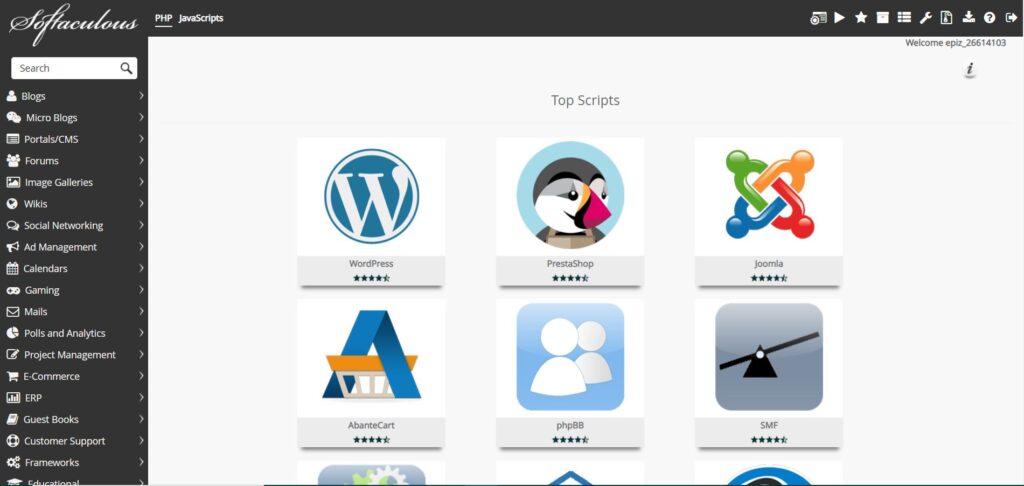 Softaculous
PHP JavaScripts
Welcome epiz_26614103
Search
Blogs
Micro Blogs
Portals/CMS
Forums
Image Galleries
Wikis
Social Networking
Ad Management
Calendars
Gaming
Mails
Polls and Analytics
Project Management
E-Commerce
ERP
Guest Books
Customer Support
Frameworks
Educational
Top Scripts
WordPress
PrestaShop
Joomla
AbanteCart
phpBB
SMF